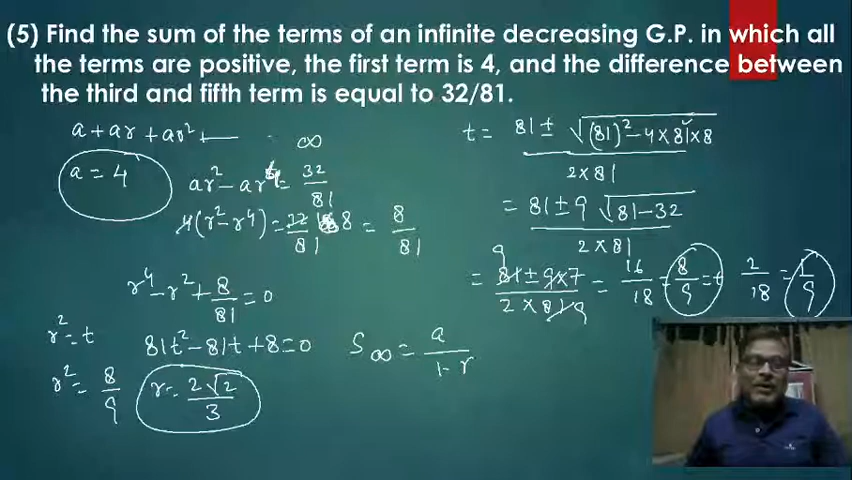 (5) Find the sum of the terms of an infinite decreasing G.P. in which all
the terms are positive, the first term is 4, and the difference between
the third and fifth term is equal to 32/81.
a + ar + ar² + — ∞
a = 4
ar² - ar⁴ = 32/81
4(r² - r⁴) = 8/81
r⁴ - r² + 8/81 = 0
r² = t
81t² - 81t + 8 = 0
r² = 8/9
r = 2√2/3
S∞ = a/1-r
t = 81 ± √(81)² - 4×81×8 / 2×81
= 81 ± 9√81-32 / 2×81
= 81 ± 9×7 / 2×81 9 = 16/18 = 8/9 = t 2/18 = 1/9